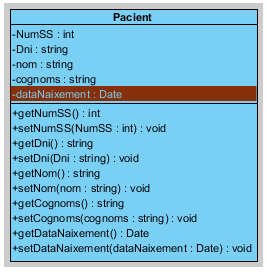 Pacient
-NumSS : int
-Dni : string
-nom : string
-cognoms : string
-dataNaixement : Date
+getNumSS() : int
+setNumSS(NumSS : int) : void
+getDni() : string
+setDni(Dni : string) : void
+getNom() : string
+setNom(nom : string) : void
+getCognoms() : string
+setCognoms(cognoms : string) : void
+getDataNaixement() : Date
+setDataNaixement(dataNaixement : Date) : void